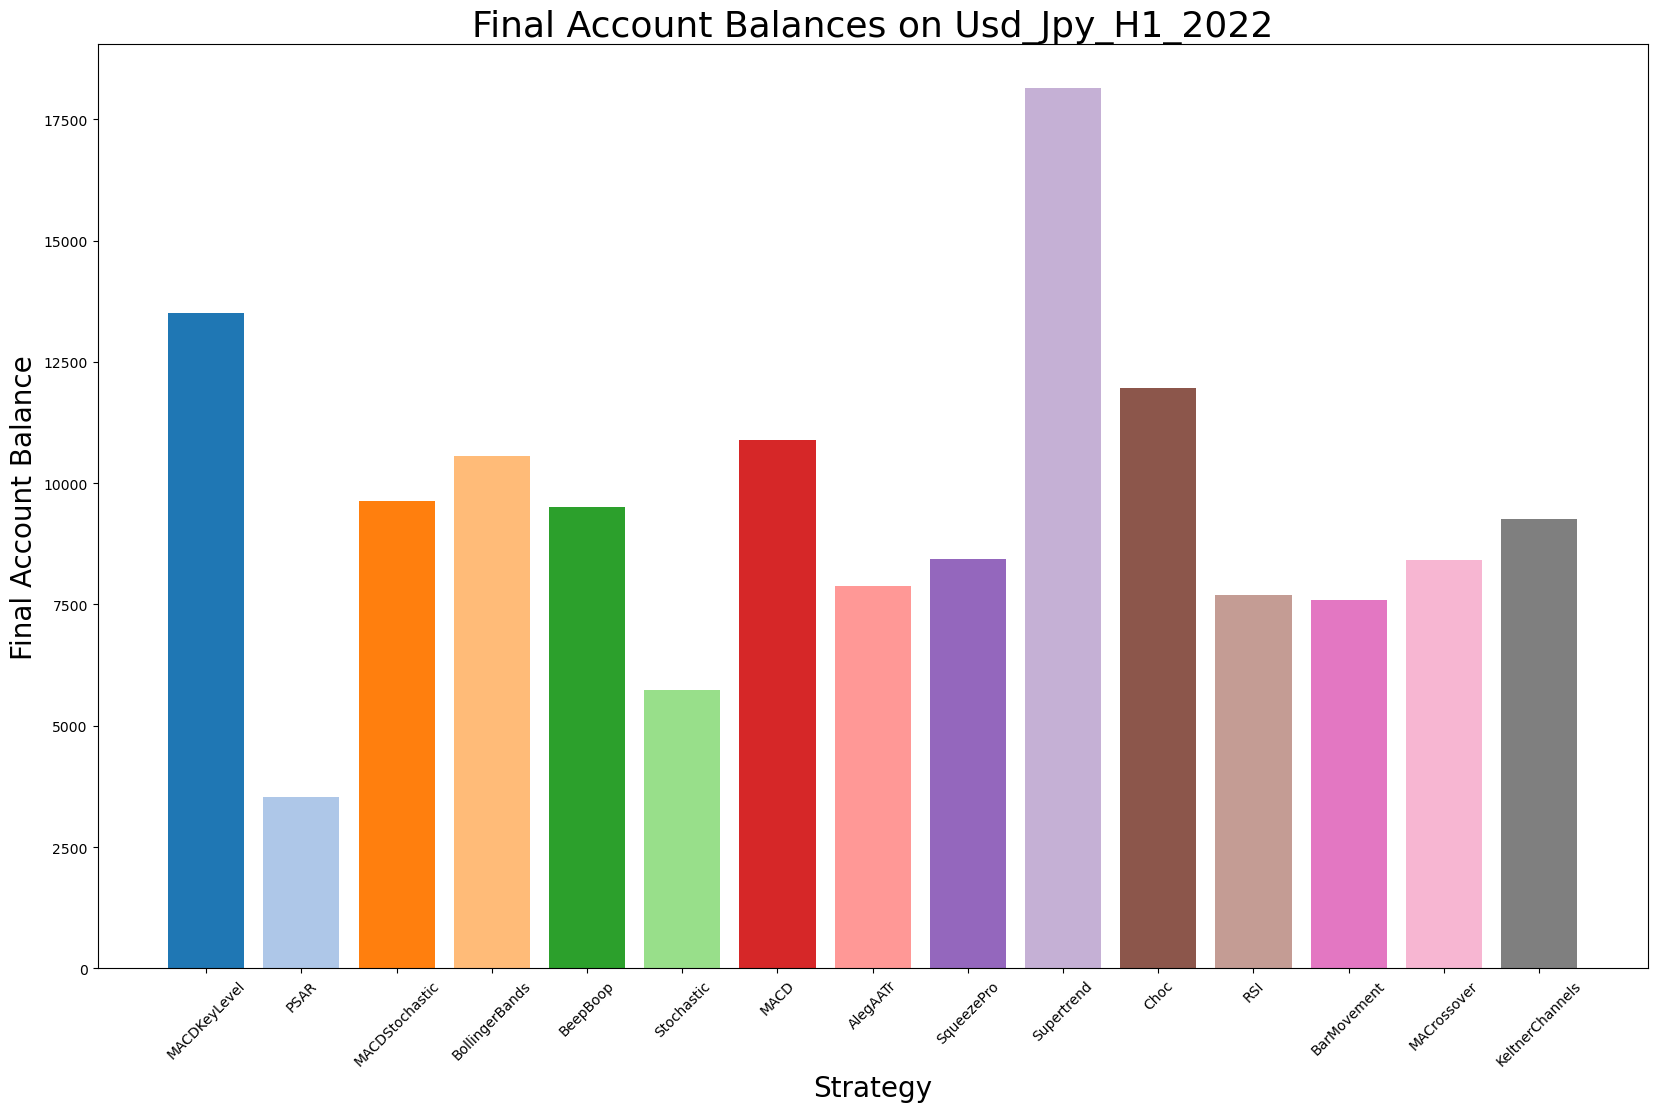 Final Account Balances on Usd_Jpy_H1_2022
Final Account Balance
17500
15000
12500
10000
7500
5000
2500
0
MACDKeyLevel
PSAR
MACDStochastic
BollingerBands
BeepBoop
Stochastic
MACD
AlegAATr
SqueezePro
Supertrend
Choc
RSI
BarMovement
MACrossover
KeltnerChannels
Strategy